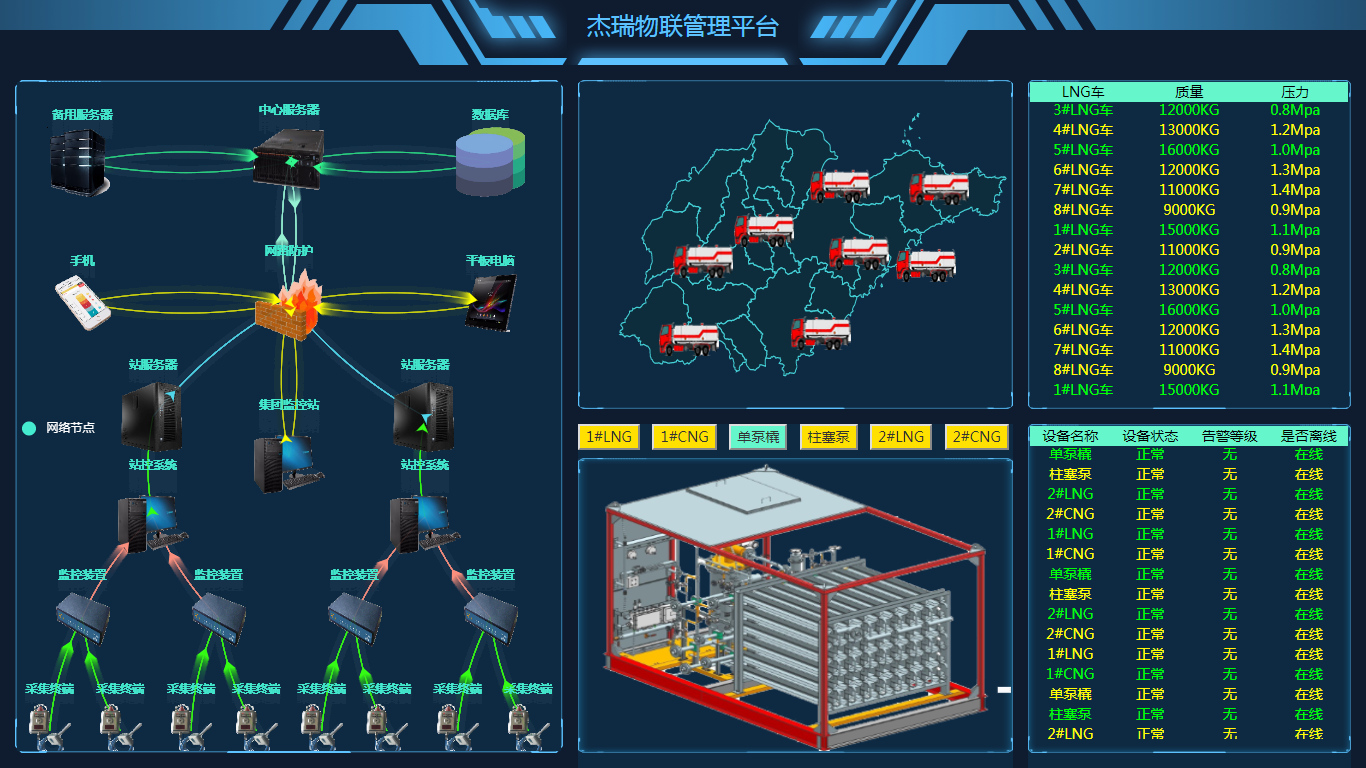 杰瑞物联管理平台
备用服务器 中心服务器 数据库
网络防护
手机 平板电脑
站服务器 站服务器
集团监控站
网络节点
站控系统 站控系统
监控装置 监控装置 监控装置 监控装置
采集终端 采集终端 采集终端 采集终端 采集终端 采集终端 采集终端 采集终端
1#LNG 1#CNG 单泵橇 柱塞泵 2#LNG 2#CNG
LNG车 质量 压力
3#LNG车 12000KG 0.8Mpa
4#LNG车 13000KG 1.2Mpa
5#LNG车 16000KG 1.0Mpa
6#LNG车 12000KG 1.3Mpa
7#LNG车 11000KG 1.4Mpa
8#LNG车 9000KG 0.9Mpa
1#LNG车 15000KG 1.1Mpa
2#LNG车 11000KG 0.9Mpa
3#LNG车 12000KG 0.8Mpa
4#LNG车 13000KG 1.2Mpa
5#LNG车 16000KG 1.0Mpa
6#LNG车 12000KG 1.3Mpa
7#LNG车 11000KG 1.4Mpa
8#LNG车 9000KG 0.9Mpa
1#LNG车 15000KG 1.1Mpa
设备名称 设备状态 告警等级 是否离线
单泵橇 正常 无 在线
柱塞泵 正常 无 在线
2#LNG 正常 无 在线
2#CNG 正常 无 在线
1#LNG 正常 无 在线
1#CNG 正常 无 在线
单泵橇 正常 无 在线
柱塞泵 正常 无 在线
2#LNG 正常 无 在线
2#CNG 正常 无 在线
1#LNG 正常 无 在线
1#CNG 正常 无 在线
单泵橇 正常 无 在线
柱塞泵 正常 无 在线
2#LNG 正常 无 在线